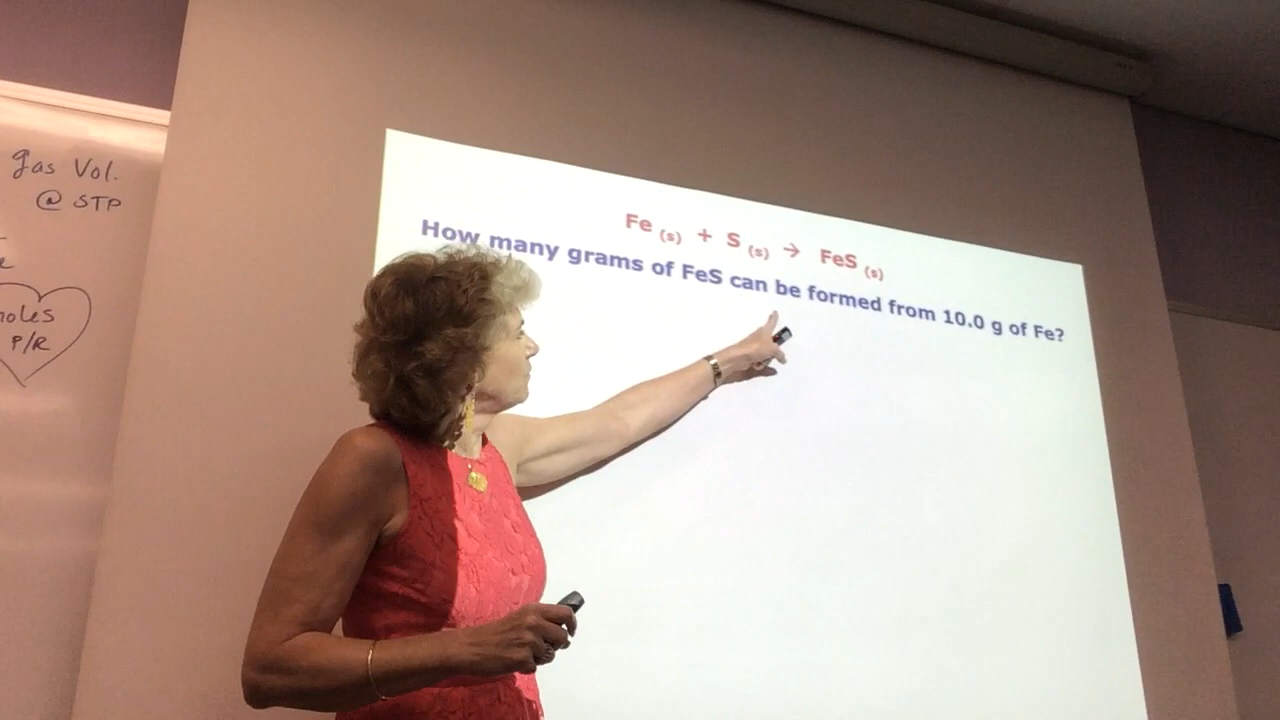 gas Vol.
@ STP
moles
P/R
Fe (s) + S (s) → FeS (s)
How many grams of FeS can be formed from 10.0 g of Fe?